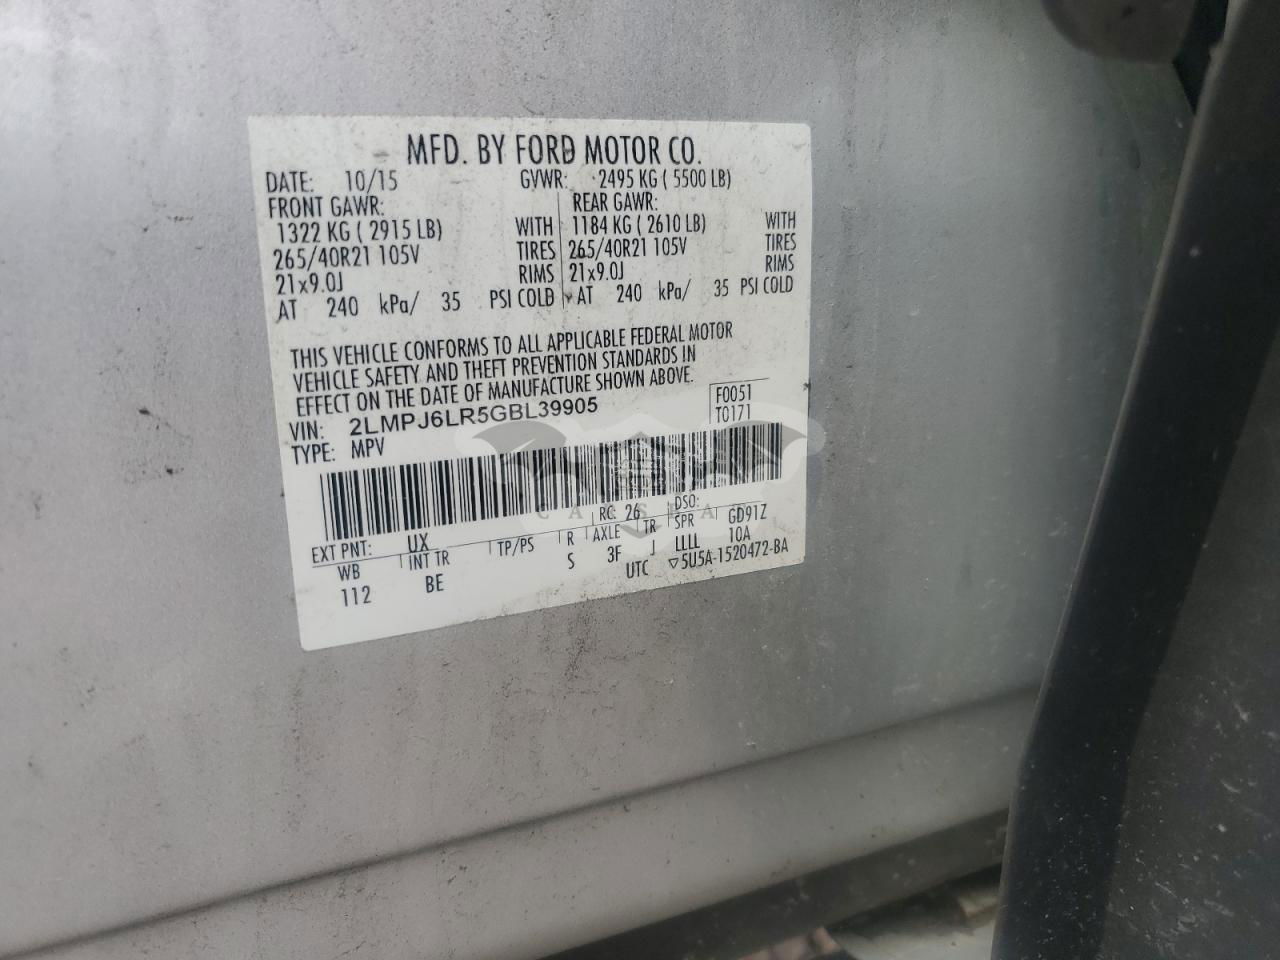 MFD. BY FORD MOTOR CO.
DATE: 10/15 GVWR: 2495 KG ( 5500 LB)
FRONT GAWR: REAR GAWR:
1322 KG ( 2915 LB) WITH 1184 KG ( 2610 LB) WITH
265/40R21 105V TIRES 265/40R21 105V TIRES
21x9.0J RIMS 21x9.0J RIMS
AT 240 kPa/ 35 PSI COLD AT 240 kPa/ 35 PSI COLD
THIS VEHICLE CONFORMS TO ALL APPLICABLE FEDERAL MOTOR
VEHICLE SAFETY AND THEFT PREVENTION STANDARDS IN
EFFECT ON THE DATE OF MANUFACTURE SHOWN ABOVE.
VIN: 2LMPJ6LR5GBL39905 F0051
TYPE: MPV T0171
EXT PNT: UX RC: 26 DSO:
WB INT TR TP/PS R AXLE TR SPR GD91Z
112 BE S 3F J LLLL 10A
UTC ▽5U5A-1520472-BA